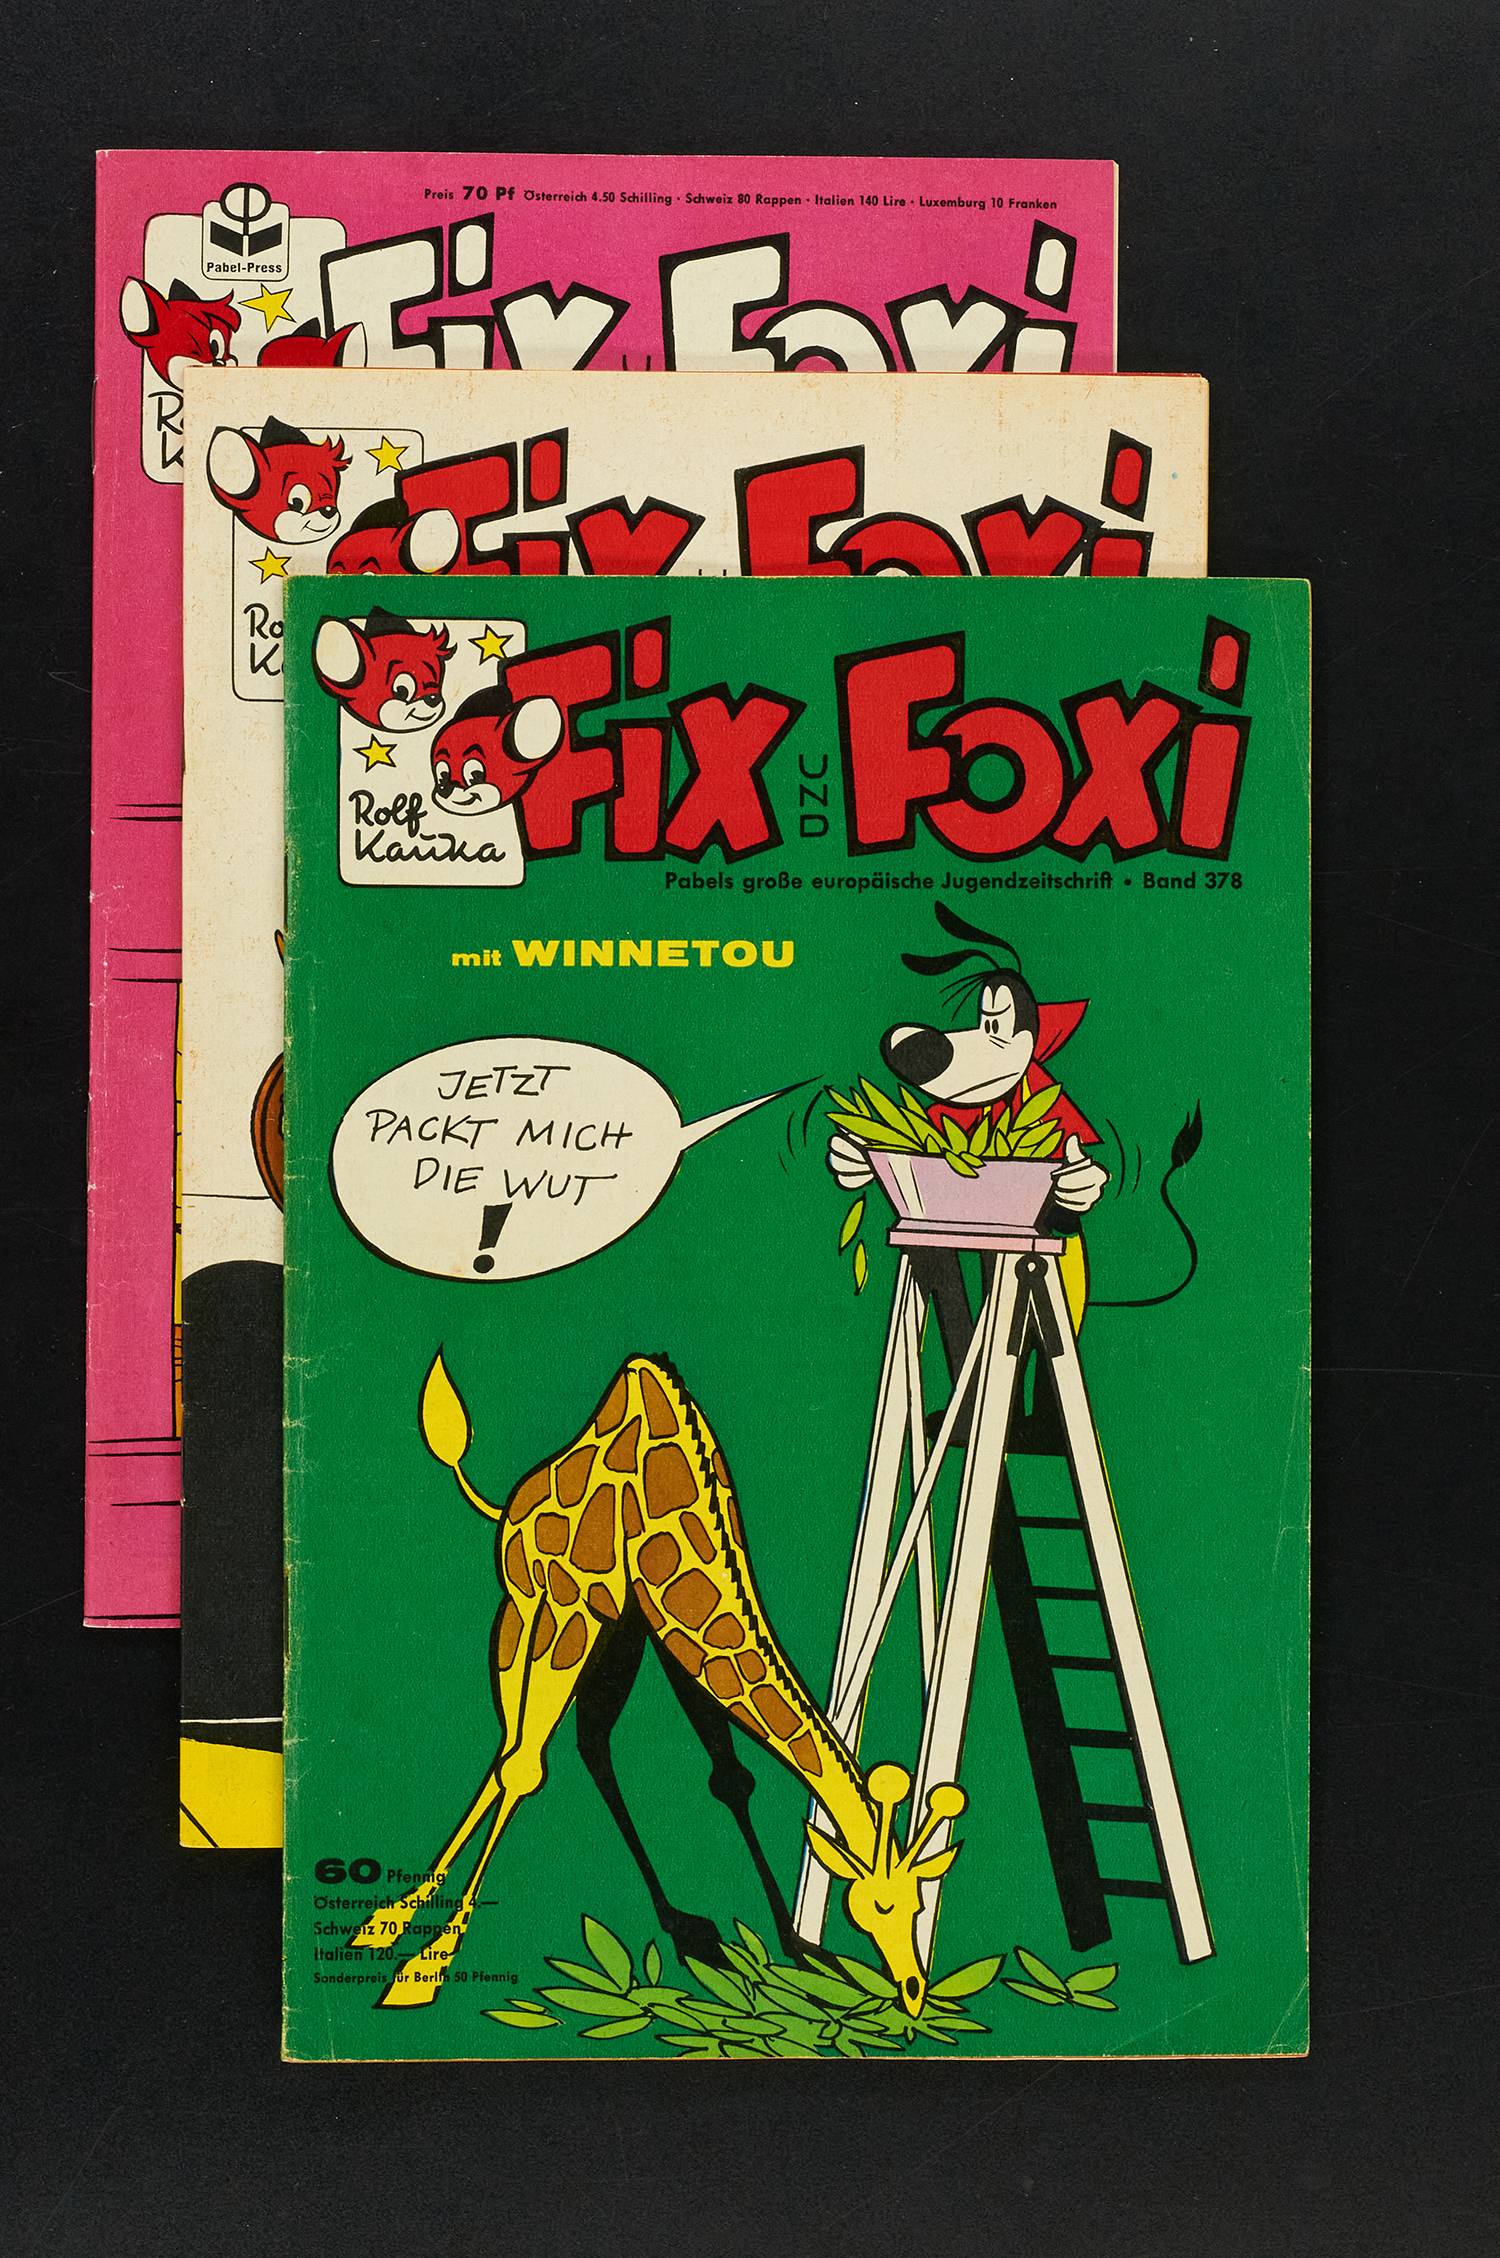 Preis 70 Pf Österreich 4.50 Schilling · Schweiz 80 Rappen · Italien 140 Lire · Luxemburg 10 Franken
Pabel-Press
Fix Foxi
Fix Foxi
Fix UND Foxi
Rolf
Kauka
Pabels große europäische Jugendzeitschrift • Band 378
mit WINNETOU
JETZT
PACKT MICH
DIE WUT
!
60 Pfennig
Österreich Schilling 4.—
Schweiz 70 Rappen
Italien 120.— Lire
Sonderpreis für Berlin 50 Pfennig